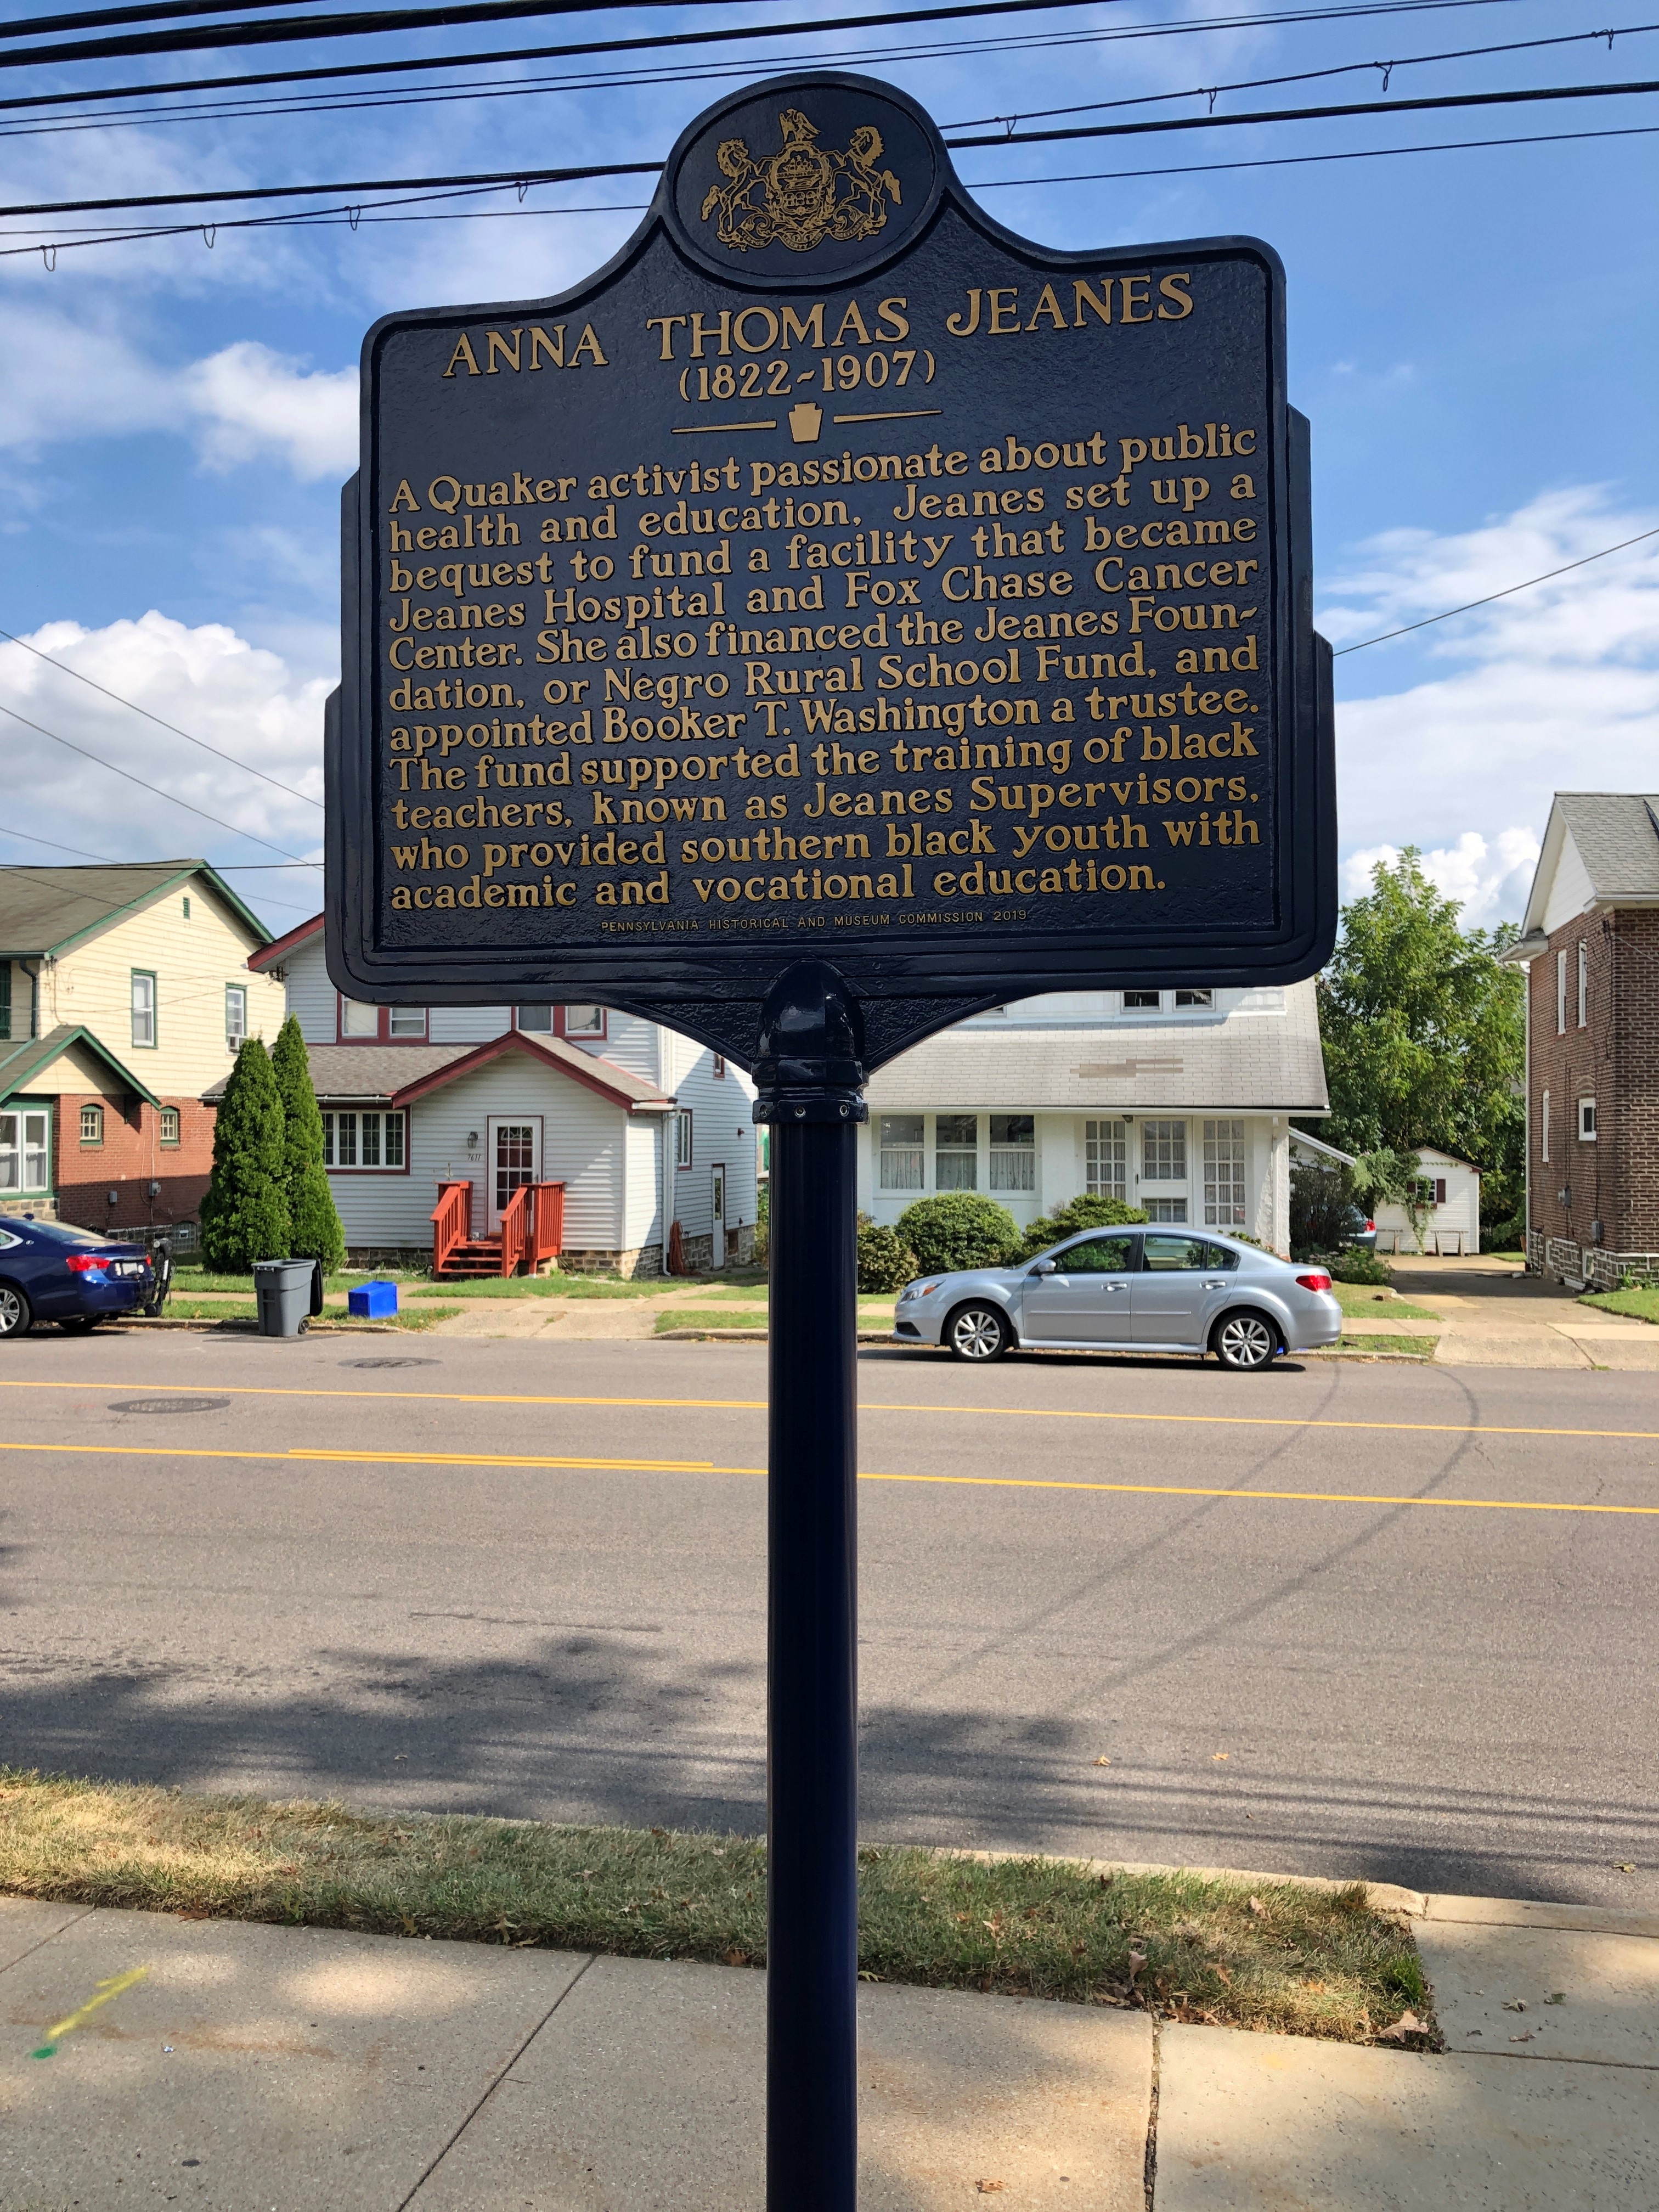 ANNA THOMAS JEANES
(1822~1907)
A Quaker activist passionate about public
health and education, Jeanes set up a
bequest to fund a facility that became
Jeanes Hospital and Fox Chase Cancer
Center. She also financed the Jeanes Foun-
dation, or Negro Rural School Fund, and
appointed Booker T. Washington a trustee.
The fund supported the training of black
teachers, known as Jeanes Supervisors,
who provided southern black youth with
academic and vocational education.
PENNSYLVANIA HISTORICAL AND MUSEUM COMMISSION 2019
7611